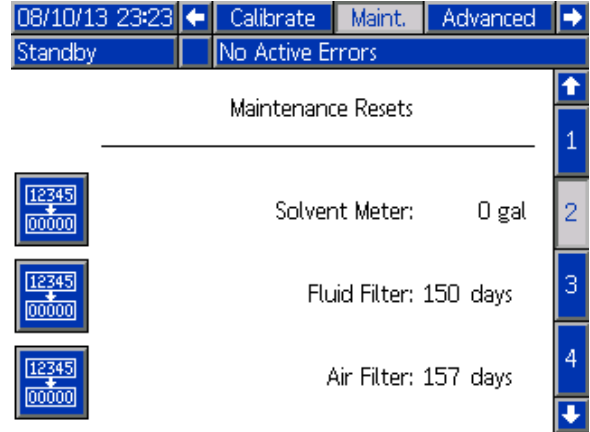 08/10/13 23:23 Calibrate Maint. Advanced
Standby No Active Errors
Maintenance Resets
1
12345
00000
Solvent Meter: 0 gal
2
12345
00000
Fluid Filter: 150 days
3
12345
00000
Air Filter: 157 days
4